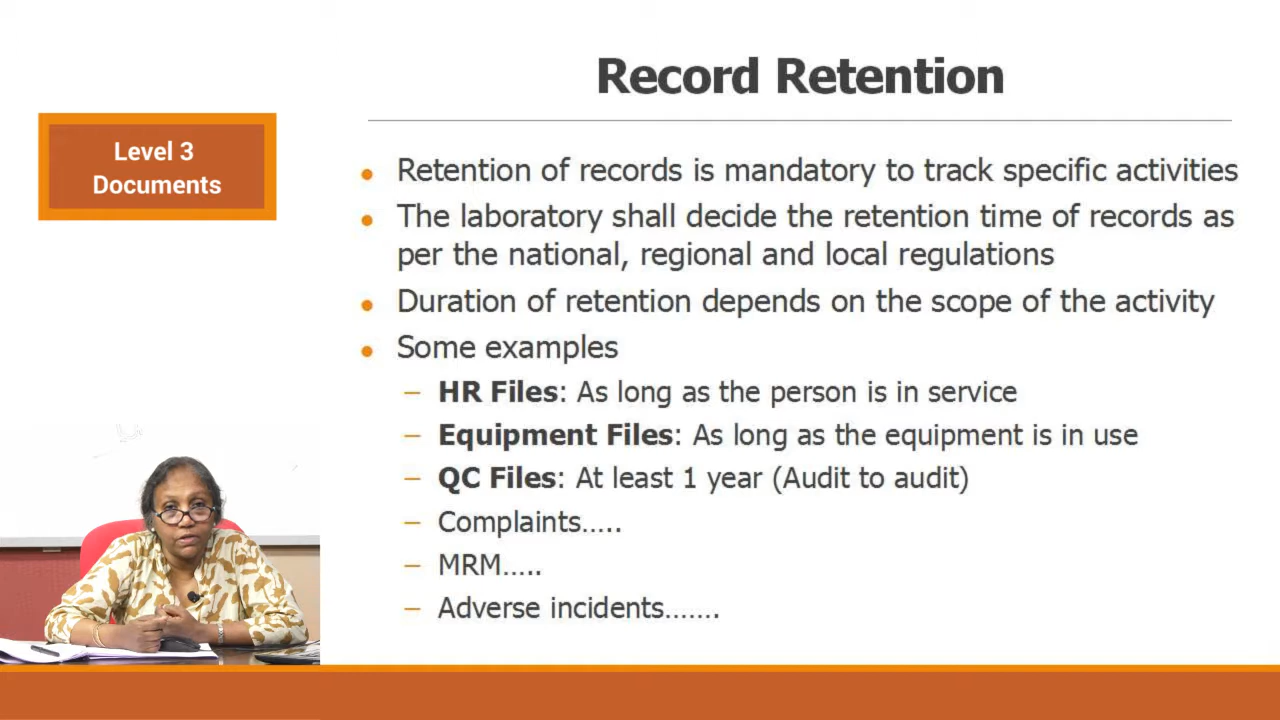 Record Retention
Level 3
Documents
• Retention of records is mandatory to track specific activities
• The laboratory shall decide the retention time of records as
per the national, regional and local regulations
• Duration of retention depends on the scope of the activity
• Some examples
– HR Files: As long as the person is in service
– Equipment Files: As long as the equipment is in use
– QC Files: At least 1 year (Audit to audit)
– Complaints…..
– MRM…..
– Adverse incidents…….